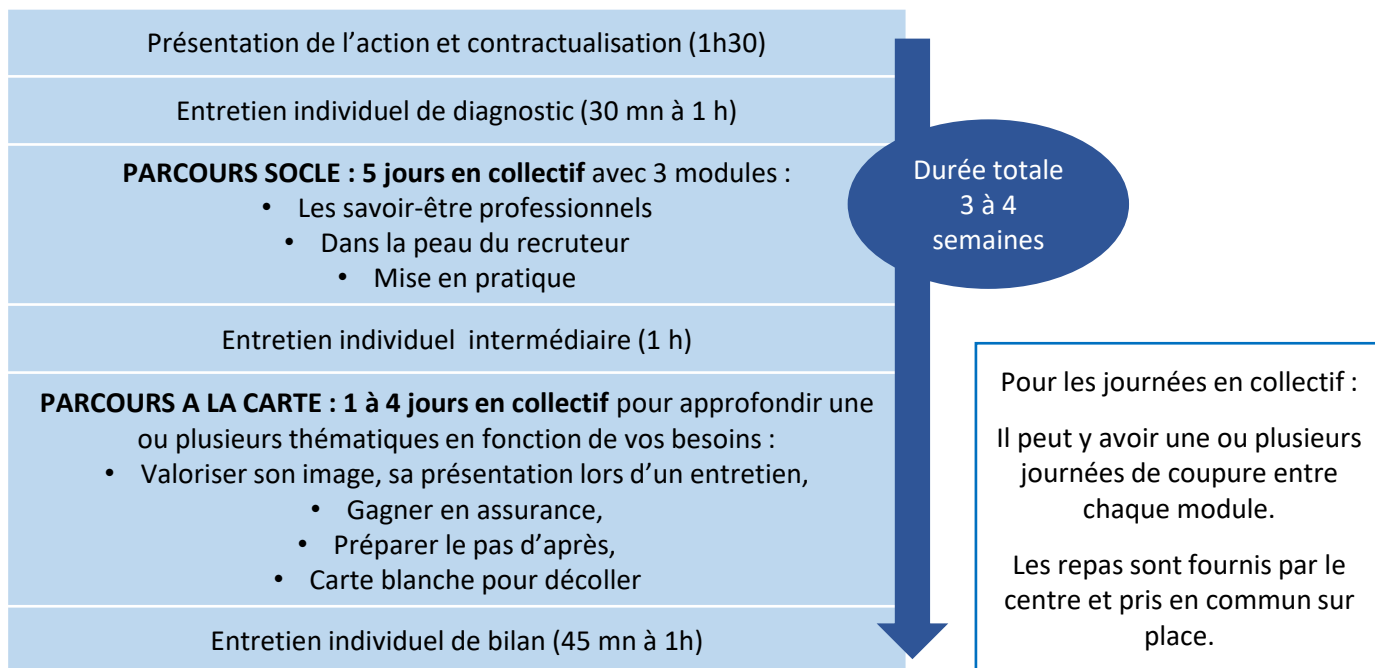 Présentation de l’action et contractualisation (1h30)
Entretien individuel de diagnostic (30 mn à 1 h)
PARCOURS SOCLE : 5 jours en collectif avec 3 modules :
• Les savoir-être professionnels
• Dans la peau du recruteur
• Mise en pratique
Entretien individuel  intermédiaire (1 h)
PARCOURS A LA CARTE : 1 à 4 jours en collectif pour approfondir une
ou plusieurs thématiques en fonction de vos besoins :
• Valoriser son image, sa présentation lors d’un entretien,
• Gagner en assurance,
• Préparer le pas d’après,
• Carte blanche pour décoller
Entretien individuel de bilan (45 mn à 1h)
Durée totale
3 à 4
semaines
Pour les journées en collectif :
Il peut y avoir une ou plusieurs
journées de coupure entre
chaque module.
Les repas sont fournis par le
centre et pris en commun sur
place.